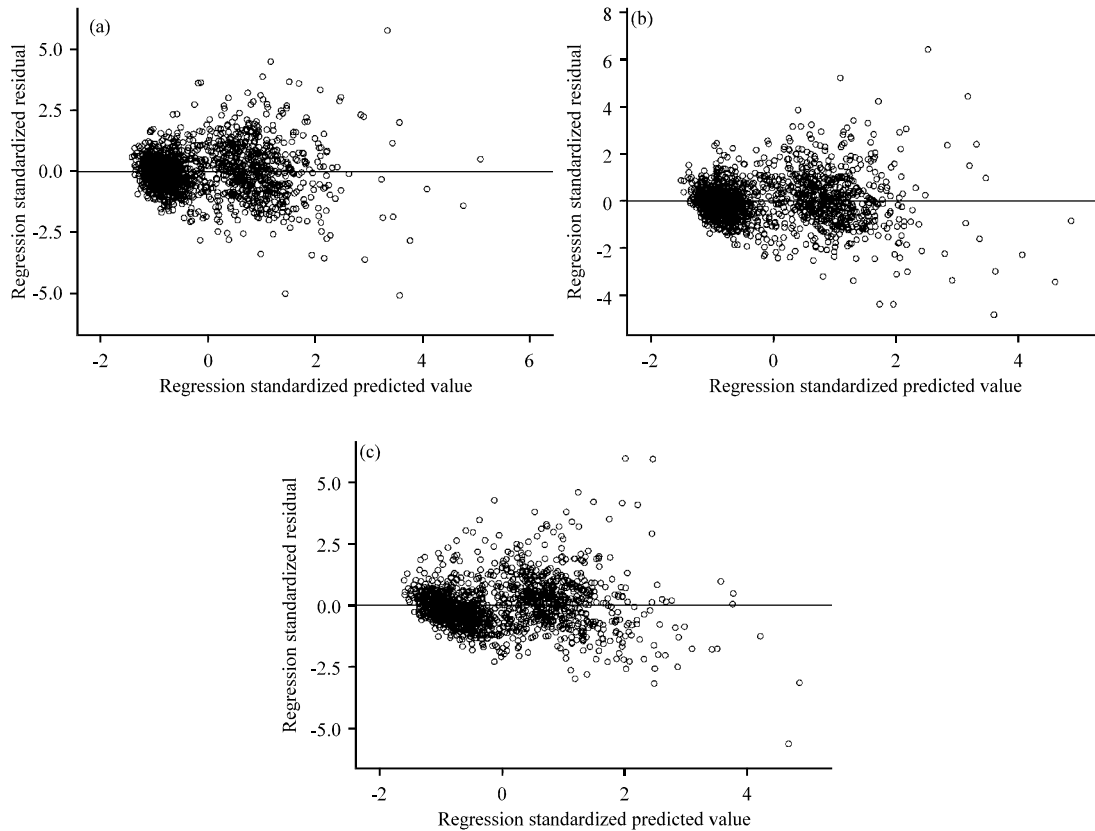 (a)
Regression standardized residual
5.0
2.5
0.0
-2.5
-5.0
-2 0 2 4 6
Regression standardized predicted value
(b)
Regression standardized residual
8
6
4
2
0
-2
-4
-2 0 2 4
Regression standardized predicted value
(c)
Regression standardized residual
5.0
2.5
0.0
-2.5
-5.0
-2 0 2 4
Regression standardized predicted value